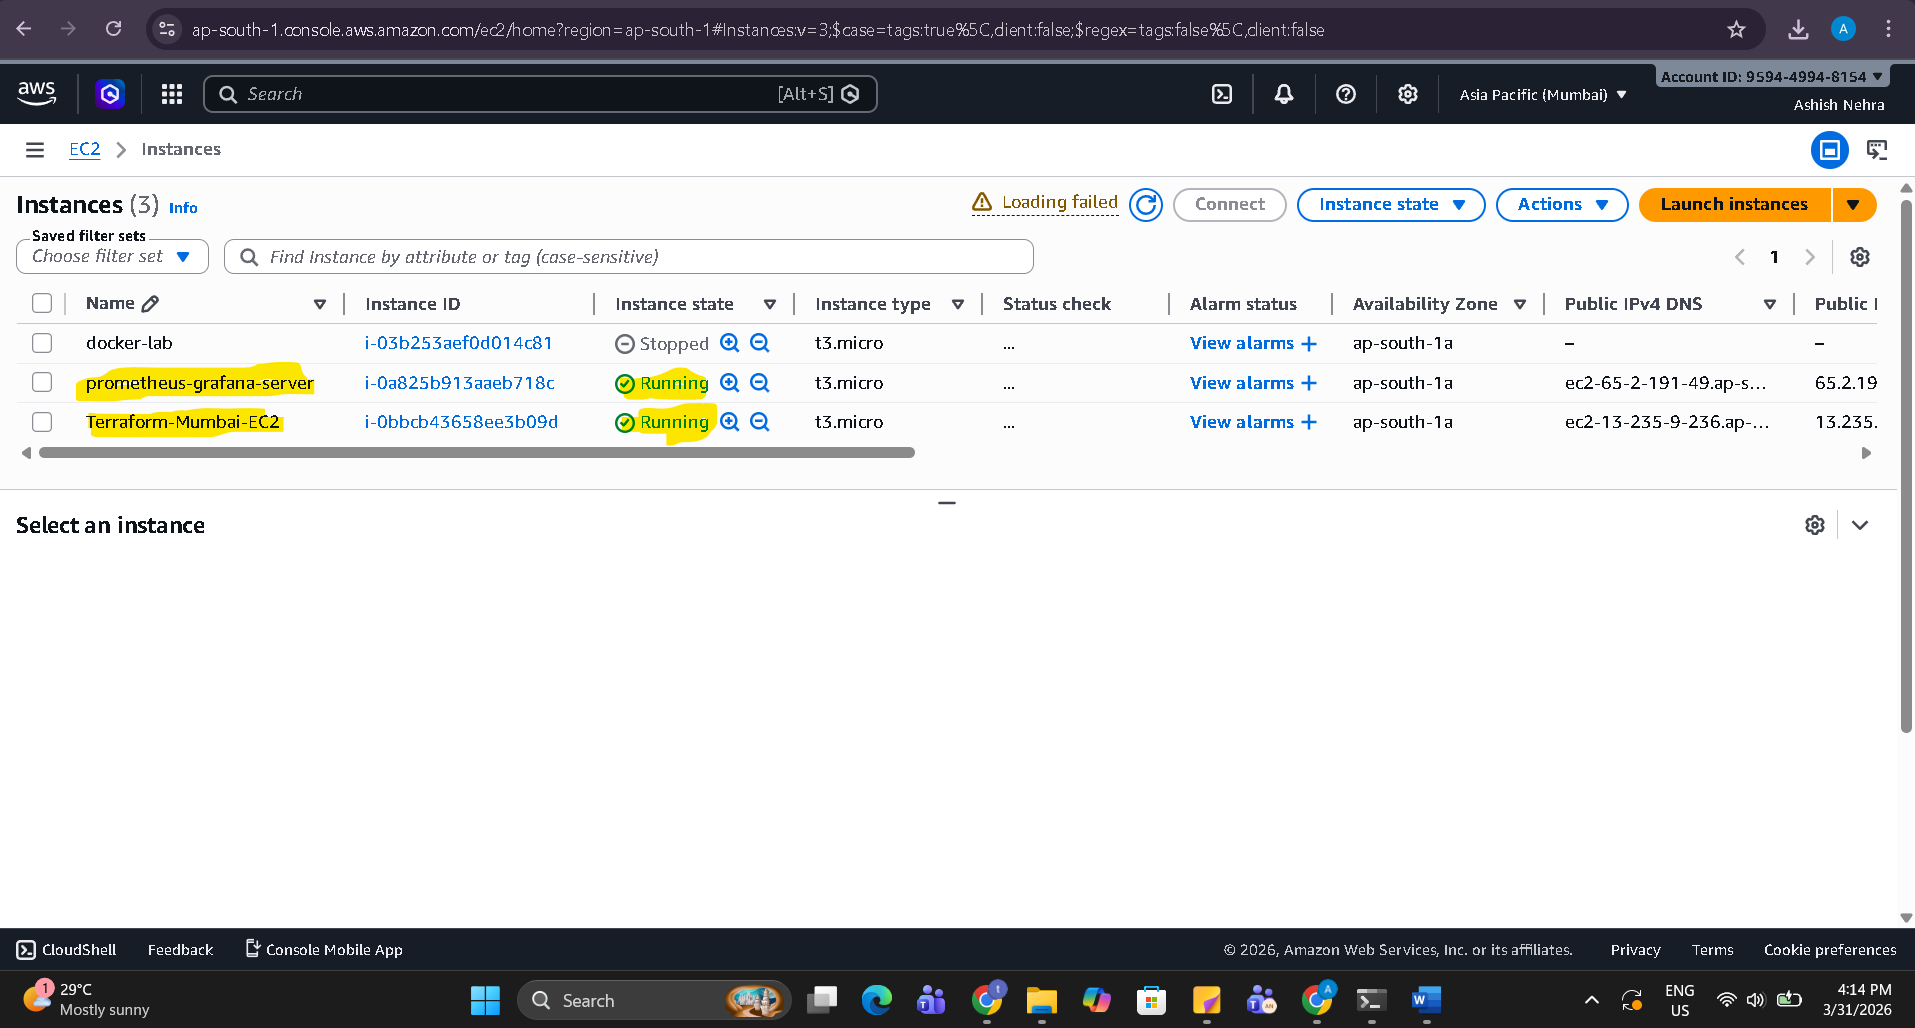 ap-south-1.console.aws.amazon.com/ec2/home?region=ap-south-1#Instances:v=3;$case=tags:true%5C,client:false;$regex=tags:false%5C,client:false
A
aws
Search
[Alt+S]
Asia Pacific (Mumbai)
Account ID: 9594-4994-8154
Ashish Nehra
EC2
Instances
Instances (3) Info
Loading failed
Connect
Instance state
Actions
Launch instances
Saved filter sets
Choose filter set
Find Instance by attribute or tag (case-sensitive)
1
Name Instance ID Instance state Instance type Status check Alarm status Availability Zone Public IPv4 DNS Public I
docker-lab i-03b253aef0d014c81 Stopped t3.micro ... View alarms + ap-south-1a – –
prometheus-grafana-server i-0a825b913aaeb718c Running t3.micro ... View alarms + ap-south-1a ec2-65-2-191-49.ap-s... 65.2.19
Terraform-Mumbai-EC2 i-0bbcb43658ee3b09d Running t3.micro ... View alarms + ap-south-1a ec2-13-235-9-236.ap-... 13.235.
Select an instance
CloudShell Feedback Console Mobile App © 2026, Amazon Web Services, Inc. or its affiliates. Privacy Terms Cookie preferences
1
29°C
Mostly sunny
Search
ENG
US
4:14 PM
3/31/2026